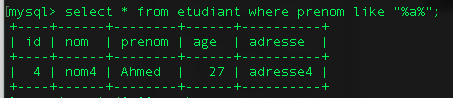 [mysql> select * from etudiant where prenom like "%a%";
+----+------+--------+------+----------+
| id | nom  | prenom | age  | adresse  |
+----+------+--------+------+----------+
|  4 | nom4 | Ahmed  |   27 | adresse4 |
+----+------+--------+------+----------+